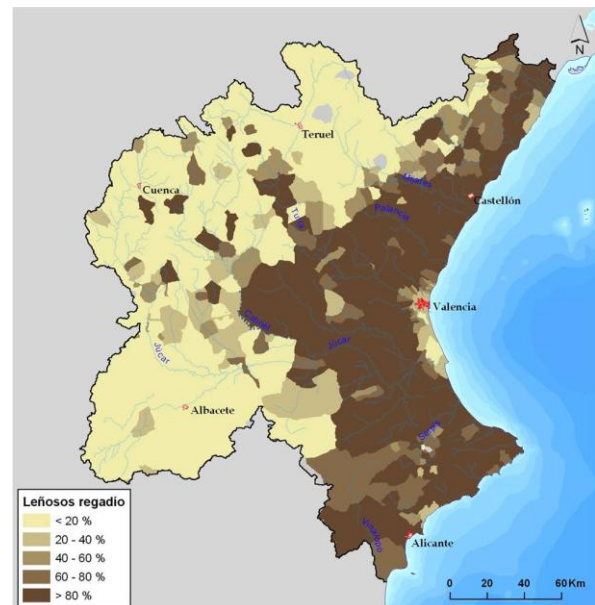 N
Teruel
Cuenca
Mijares
Castellón
Palancia
Turia
Valencia
Cabriel
Júcar
Júcar
Albacete
Serpis
Vinalopó
Alicante
Leñosos regadío
< 20 %
20 - 40 %
40 - 60 %
60 - 80 %
> 80 %
0 20 40 60 Km